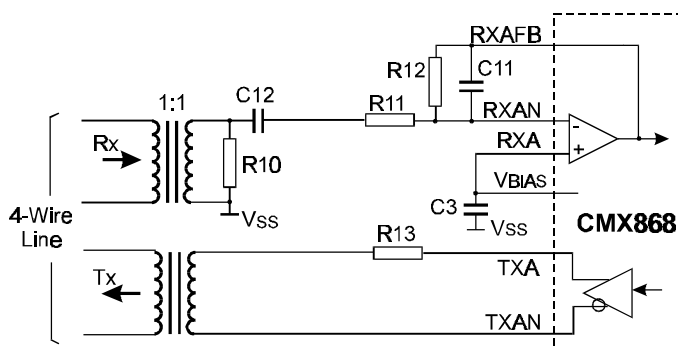 RXAFB
R12
C11
1:1
C12
R11
RXAN
Rx
RXA
R10
VBIAS
4-Wire
Line
VSS
C3
VSS
CMX868
R13
Tx
TXA
TXAN
-
+